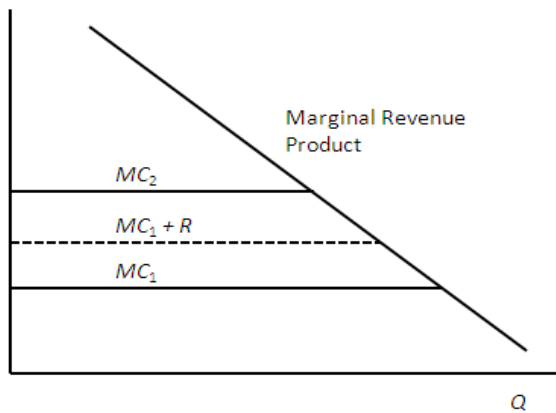 Marginal Revenue
Product
MC₂
MC₁ + R
MC₁
Q